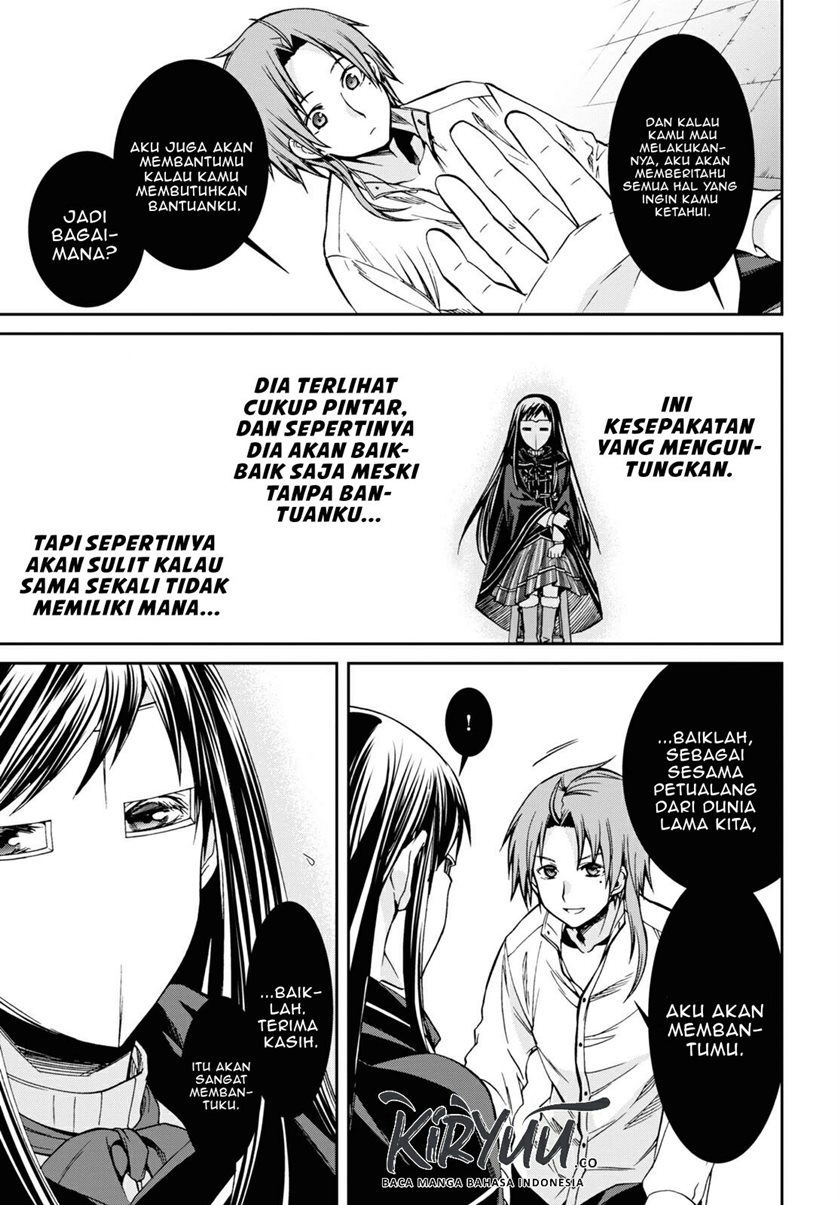 DAN KALAU
KAMU MAU
MELAKUKAN-
NYA, AKU AKAN
MEMBERITAHU
SEMUA HAL YANG
INGIN KAMU
KETAHUI.
AKU JUGA AKAN
MEMBANTUMU
KALAU KAMU
MEMBUTUHKAN
BANTUANKU.
JADI
BAGAI-
MANA?
INI
KESEPAKATAN
YANG MENGUN-
TUNGKAN.
DIA TERLIHAT
CUKUP PINTAR,
DAN SEPERTINYA
DIA AKAN BAIK-
BAIK SAJA MESKI
TANPA BAN-
TUANKU...
TAPI SEPERTINYA
AKAN SULIT KALAU
SAMA SEKALI TIDAK
MEMILIKI MANA...
...BAIKLAH,
SEBAGAI
SESAMA
PETUALANG
DARI DUNIA
LAMA KITA,
AKU AKAN
MEMBAN-
TUMU.
!
...BAIK-
LAH.
TERIMA
KASIH.
ITU AKAN
SANGAT
MEMBAN-
TUKU.
KIRYUU.CO
BACA MANGA BAHASA INDONESIA